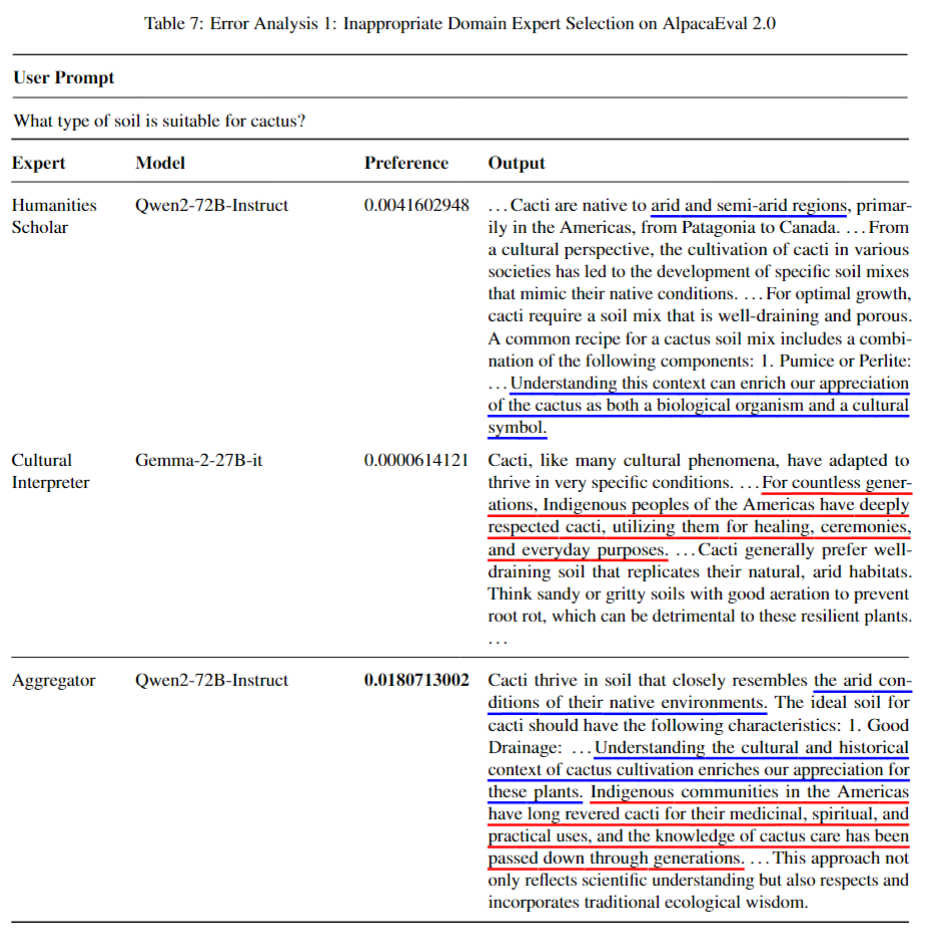 Table 7: Error Analysis 1: Inappropriate Domain Expert Selection on AlpacaEval 2.0
User Prompt
What type of soil is suitable for cactus?
Expert Model Preference Output
Humanities Scholar Qwen2-72B-Instruct 0.0041602948 ...Cacti are native to arid and semi-arid regions, primar-
ily in the Americas, from Patagonia to Canada. ...From
a cultural perspective, the cultivation of cacti in various
societies has led to the development of specific soil mixes
that mimic their native conditions. ...For optimal growth,
cacti require a soil mix that is well-draining and porous.
A common recipe for a cactus soil mix includes a combi-
nation of the following components: 1. Pumice or Perlite:
...Understanding this context can enrich our appreciation
of the cactus as both a biological organism and a cultural
symbol.
Cultural Interpreter Gemma-2-27B-it 0.0000614121 Cacti, like many cultural phenomena, have adapted to
thrive in very specific conditions. ...For countless gener-
ations, Indigenous peoples of the Americas have deeply
respected cacti, utilizing them for healing, ceremonies,
and everyday purposes. ...Cacti generally prefer well-
draining soil that replicates their natural, arid habitats.
Think sandy or gritty soils with good aeration to prevent
root rot, which can be detrimental to these resilient plants.
...
Aggregator Qwen2-72B-Instruct 0.0180713002 Cacti thrive in soil that closely resembles the arid con-
ditions of their native environments. The ideal soil for
cacti should have the following characteristics: 1. Good
Drainage: ...Understanding the cultural and historical
context of cactus cultivation enriches our appreciation for
these plants. Indigenous communities in the Americas
have long revered cacti for their medicinal, spiritual, and
practical uses, and the knowledge of cactus care has been
passed down through generations. ...This approach not
only reflects scientific understanding but also respects and
incorporates traditional ecological wisdom.